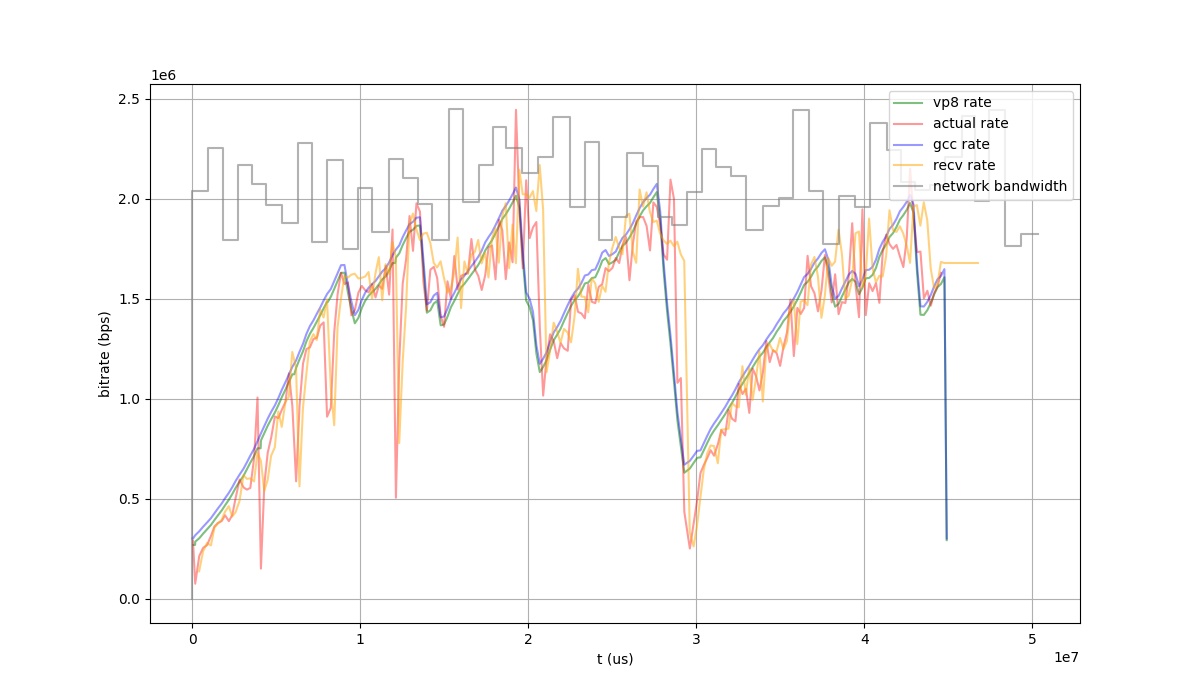 1e6
2.5
2.0
1.5
1.0
0.5
0.0
bitrate (bps)
vp8 rate
actual rate
gcc rate
recv rate
network bandwidth
0 1 2 3 4 5
t (us)
1e7